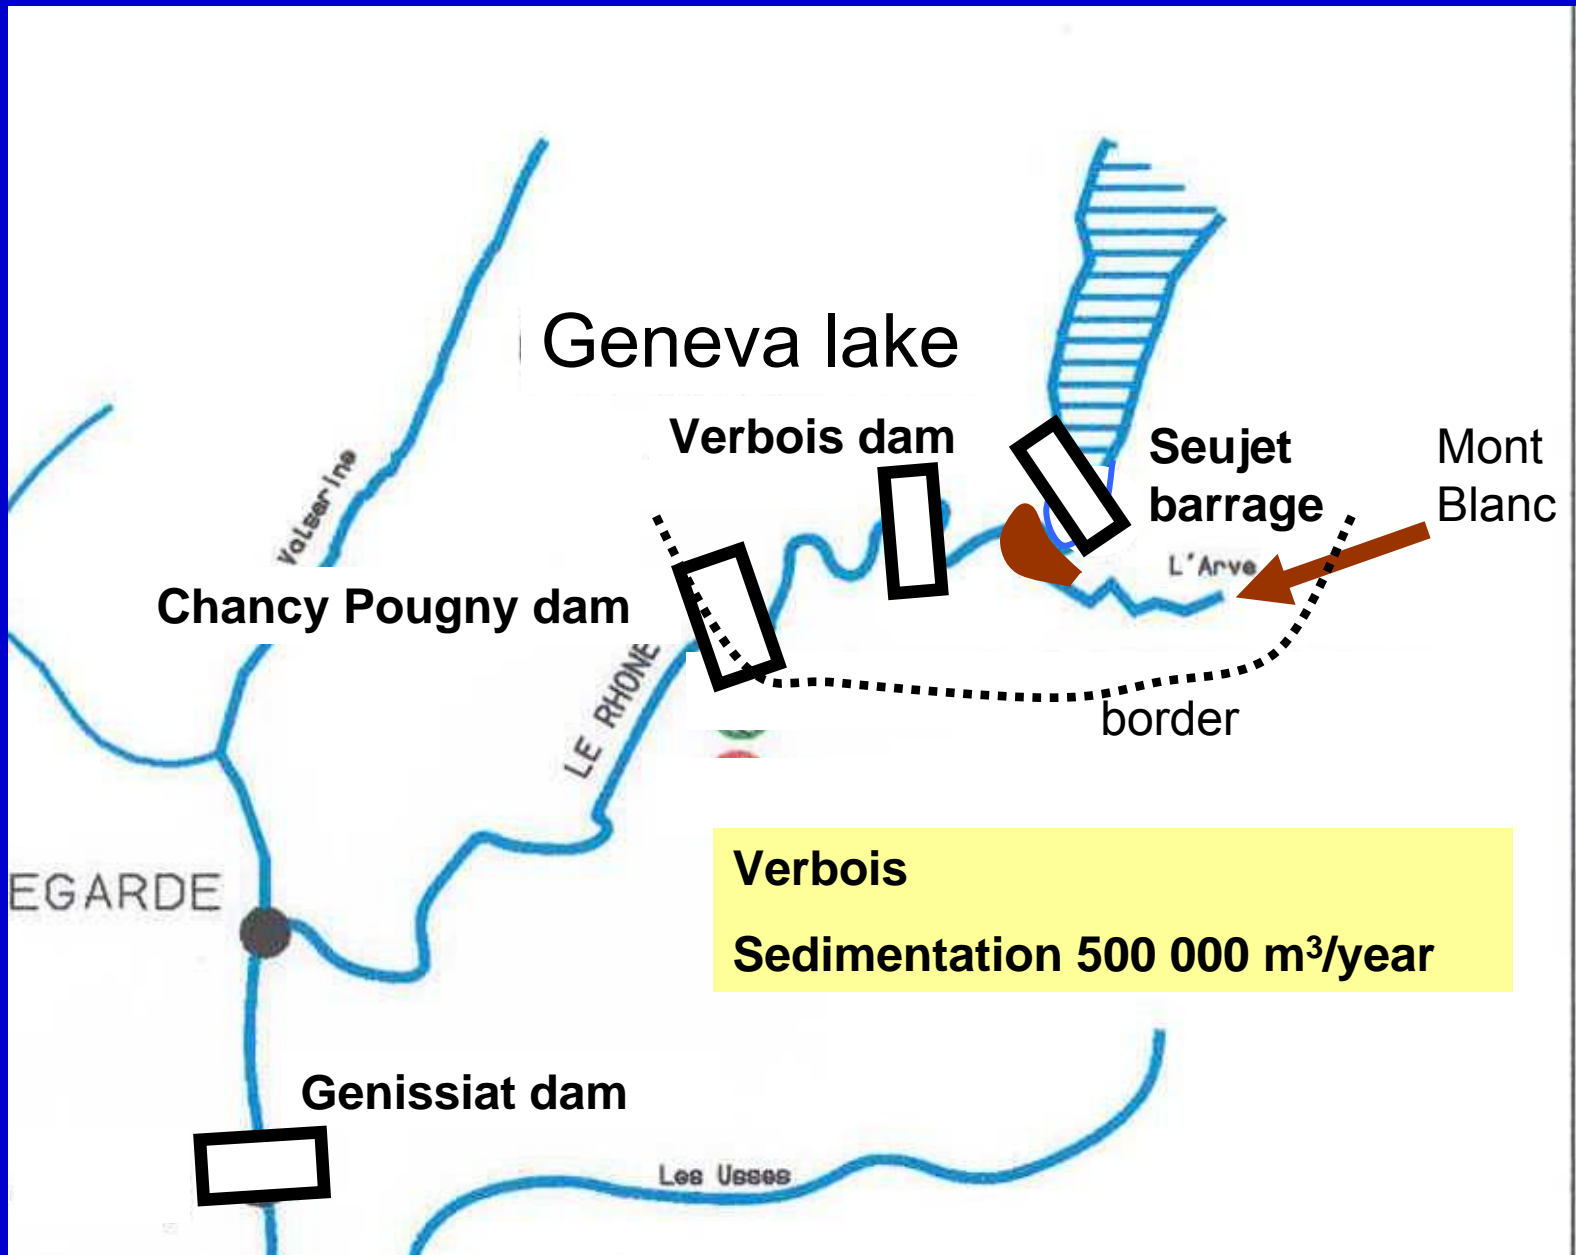 Geneva lake
Verbois dam
Seujet
barrage
Mont
Blanc
Valserine
L'Arve
Chancy Pougny dam
LE RHONE
border
Verbois
Sedimentation 500 000 m³/year
EGARDE
Genissiat dam
Les Usses